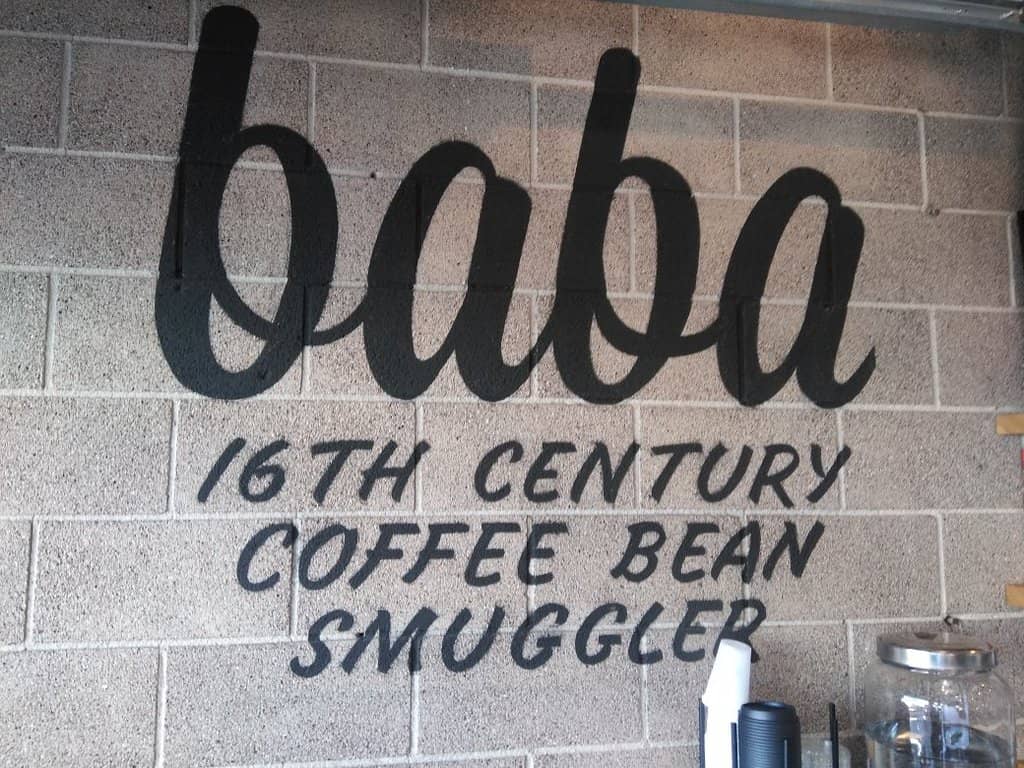 baba
16TH CENTURY
COFFEE BEAN
SMUGGLER